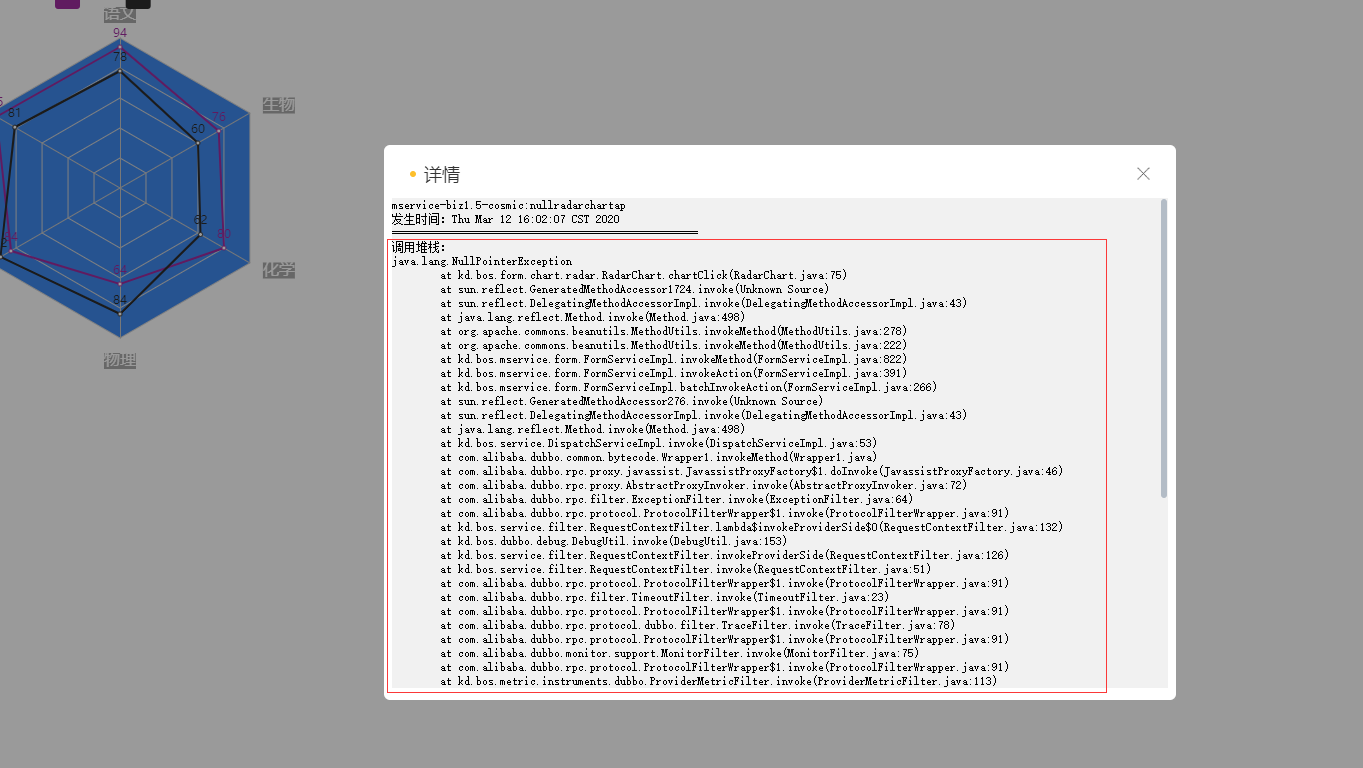 语文
94
78
76
60
81
生物
62
80
64
84
化学
物理
详情
mservice-biz1.5-cosmic:nullradarchartap
发生时间: Thu Mar 12 16:02:07 CST 2020
===================================================
调用堆栈:
java.lang.NullPointerException
at kd.bos.form.chart.radar.RadarChart.chartClick(RadarChart.java:75)
at sun.reflect.GeneratedMethodAccessor1724.invoke(Unknown Source)
at sun.reflect.DelegatingMethodAccessorImpl.invoke(DelegatingMethodAccessorImpl.java:43)
at java.lang.reflect.Method.invoke(Method.java:498)
at org.apache.commons.beanutils.MethodUtils.invokeMethod(MethodUtils.java:278)
at org.apache.commons.beanutils.MethodUtils.invokeMethod(MethodUtils.java:222)
at kd.bos.mservice.form.FormServiceImpl.invokeMethod(FormServiceImpl.java:822)
at kd.bos.mservice.form.FormServiceImpl.invokeAction(FormServiceImpl.java:391)
at kd.bos.mservice.form.FormServiceImpl.batchInvokeAction(FormServiceImpl.java:266)
at sun.reflect.GeneratedMethodAccessor276.invoke(Unknown Source)
at sun.reflect.DelegatingMethodAccessorImpl.invoke(DelegatingMethodAccessorImpl.java:43)
at java.lang.reflect.Method.invoke(Method.java:498)
at kd.bos.service.DispatchServiceImpl.invoke(DispatchServiceImpl.java:53)
at com.alibaba.dubbo.common.bytecode.Wrapper1.invokeMethod(Wrapper1.java)
at com.alibaba.dubbo.rpc.proxy.javassist.JavassistProxyFactory$1.doInvoke(JavassistProxyFactory.java:46)
at com.alibaba.dubbo.rpc.proxy.AbstractProxyInvoker.invoke(AbstractProxyInvoker.java:72)
at com.alibaba.dubbo.rpc.filter.ExceptionFilter.invoke(ExceptionFilter.java:64)
at com.alibaba.dubbo.rpc.protocol.ProtocolFilterWrapper$1.invoke(ProtocolFilterWrapper.java:91)
at kd.bos.service.filter.RequestContextFilter.lambda$invokeProviderSide$0(RequestContextFilter.java:132)
at kd.bos.dubbo.debug.DebugUtil.invoke(DebugUtil.java:153)
at kd.bos.service.filter.RequestContextFilter.invokeProviderSide(RequestContextFilter.java:126)
at kd.bos.service.filter.RequestContextFilter.invoke(RequestContextFilter.java:51)
at com.alibaba.dubbo.rpc.protocol.ProtocolFilterWrapper$1.invoke(ProtocolFilterWrapper.java:91)
at com.alibaba.dubbo.rpc.filter.TimeoutFilter.invoke(TimeoutFilter.java:23)
at com.alibaba.dubbo.rpc.protocol.ProtocolFilterWrapper$1.invoke(ProtocolFilterWrapper.java:91)
at com.alibaba.dubbo.rpc.protocol.dubbo.filter.TraceFilter.invoke(TraceFilter.java:78)
at com.alibaba.dubbo.rpc.protocol.ProtocolFilterWrapper$1.invoke(ProtocolFilterWrapper.java:91)
at com.alibaba.dubbo.monitor.support.MonitorFilter.invoke(MonitorFilter.java:75)
at com.alibaba.dubbo.rpc.protocol.ProtocolFilterWrapper$1.invoke(ProtocolFilterWrapper.java:91)
at kd.bos.metric.instruments.dubbo.ProviderMetricFilter.invoke(ProviderMetricFilter.java:113)